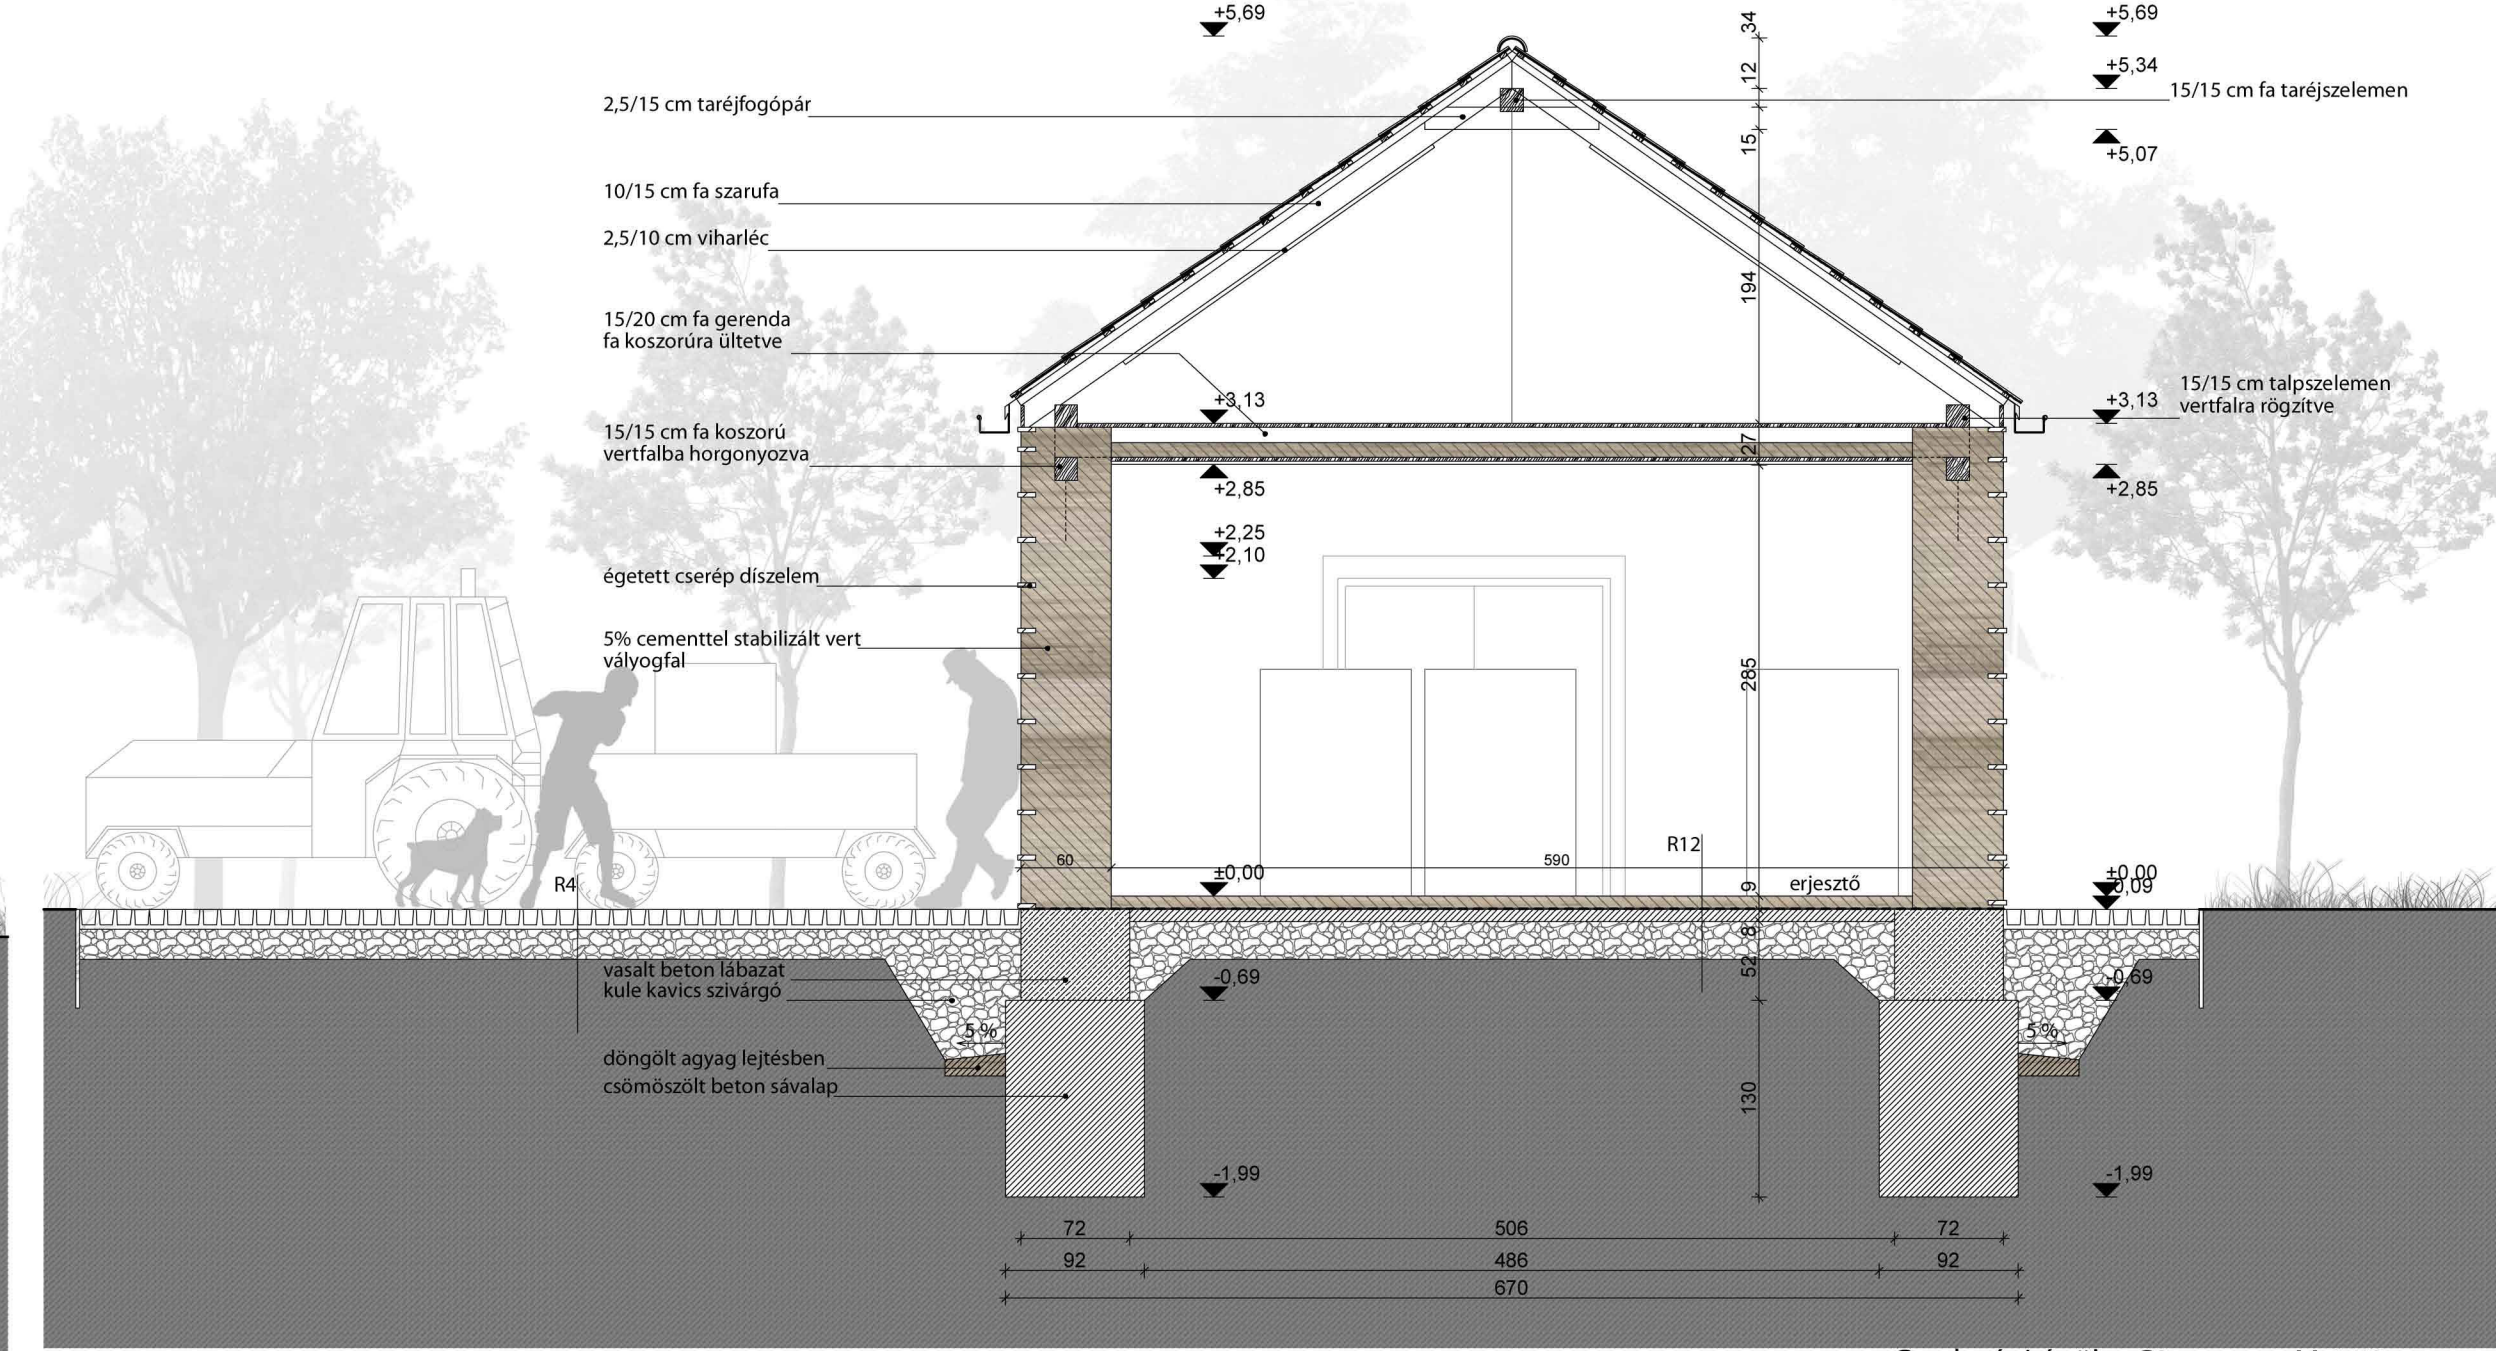 +5,69
34
+5,69
+5,34
12
15/15 cm fa taréjszelemen
2,5/15 cm taréjfogópár
15
+5,07
10/15 cm fa szarufa
2,5/10 cm viharléc
194
15/20 cm fa gerenda
fa koszorúra ültetve
+3,13
+3,13
15/15 cm talpszelemen
vertfalra rögzítve
15/15 cm fa koszorú
vertfalba horgonyozva
27
+2,85
+2,85
+2,25
+2,10
égetett cserép díszelem
5% cementtel stabilizált vert
vályogfal
285
R12
60
590
R4
±0,00
9
erjesztő
±0,00
0,09
8
52
vasalt beton lábazat
kule kavics szivárgó
-0,69
-0,69
5 %
5 %
döngölt agyag lejtésben
csömöszölt beton sávalap
130
-1,99
-1,99
72
506
72
92
486
92
670